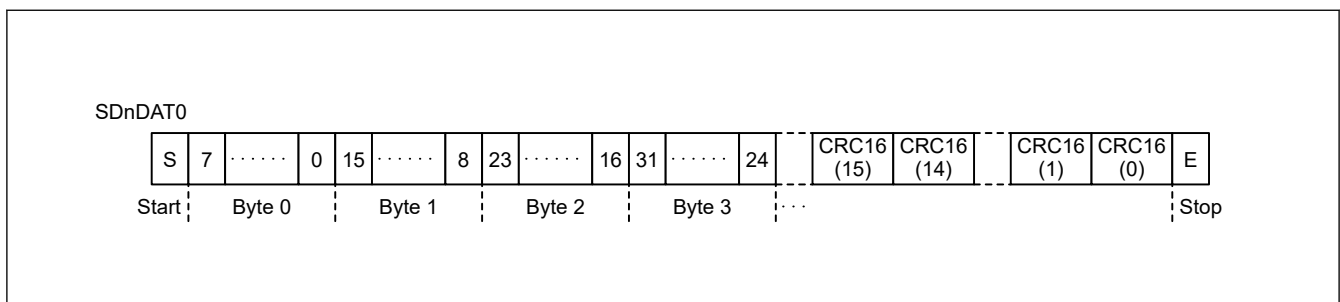 SDnDAT0
S 7 ······ 0 15 ······ 8 23 ······ 16 31 ······ 24 CRC16 (15) CRC16 (14) CRC16 (1) CRC16 (0) E
Start Byte 0 Byte 1 Byte 2 Byte 3 ··· Stop